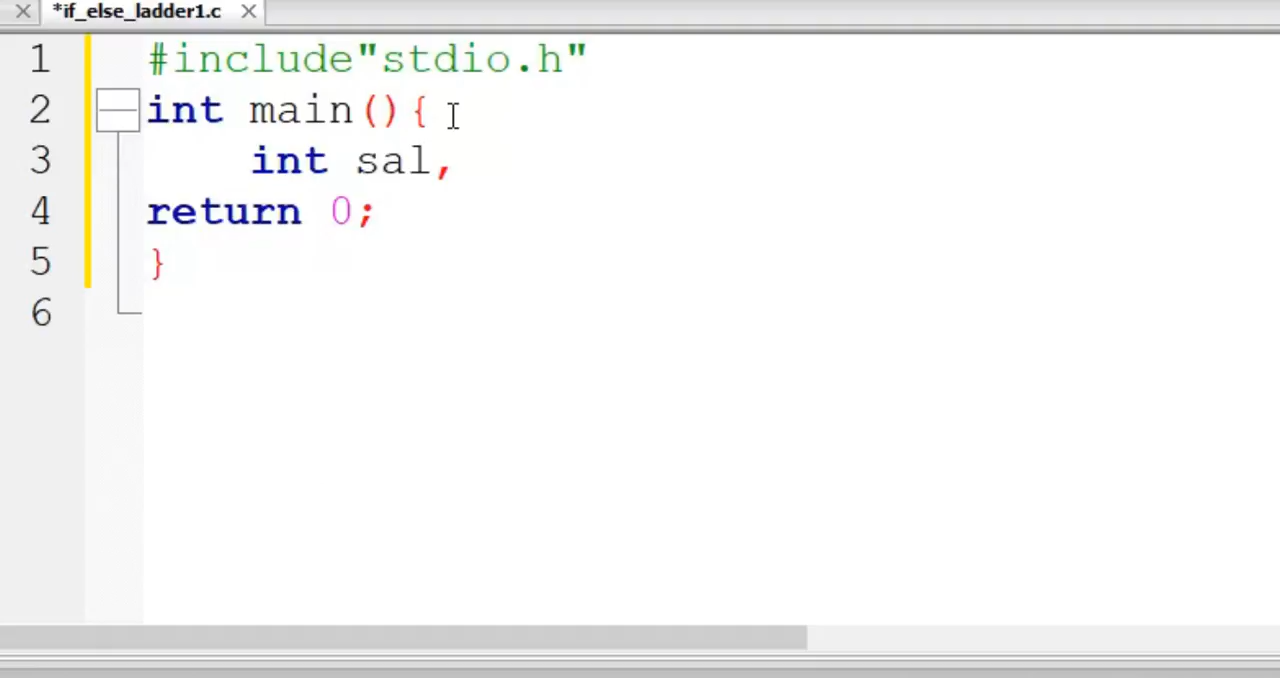 *if_else_ladder1.c
1 #include"stdio.h"
2 int main(){
3 int sal,
4 return 0;
5 }
6